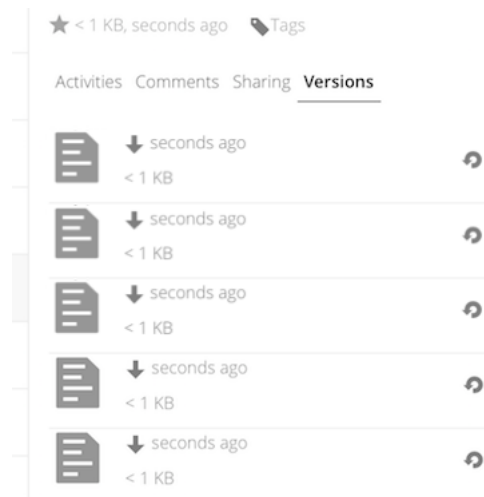 < 1 KB, seconds ago Tags
Activities Comments Sharing Versions
seconds ago
< 1 KB
seconds ago
< 1 KB
seconds ago
< 1 KB
seconds ago
< 1 KB
seconds ago
< 1 KB